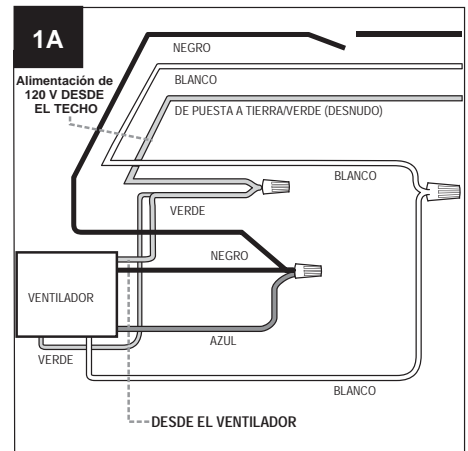 1A
NEGRO
Alimentación de
120 V DESDE
EL TECHO
BLANCO
DE PUESTA A TIERRA/VERDE (DESNUDO)
BLANCO
VERDE
NEGRO
VENTILADOR
AZUL
VERDE
BLANCO
DESDE EL VENTILADOR